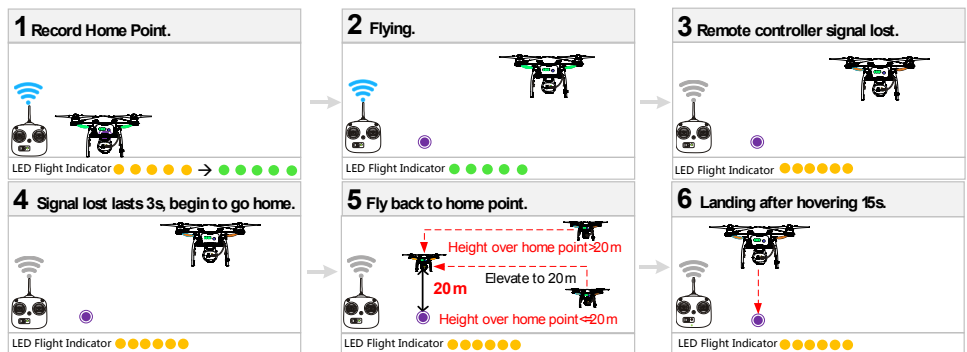 1 Record Home Point.
LED Flight Indicator →
2 Flying.
LED Flight Indicator
3 Remote controller signal lost.
LED Flight Indicator
4 Signal lost lasts 3s, begin to go home.
LED Flight Indicator
5 Fly back to home point.
Height over home point>20m
Elevate to 20m
20m
Height over home point<=20m
LED Flight Indicator
6 Landing after hovering 15s.
LED Flight Indicator